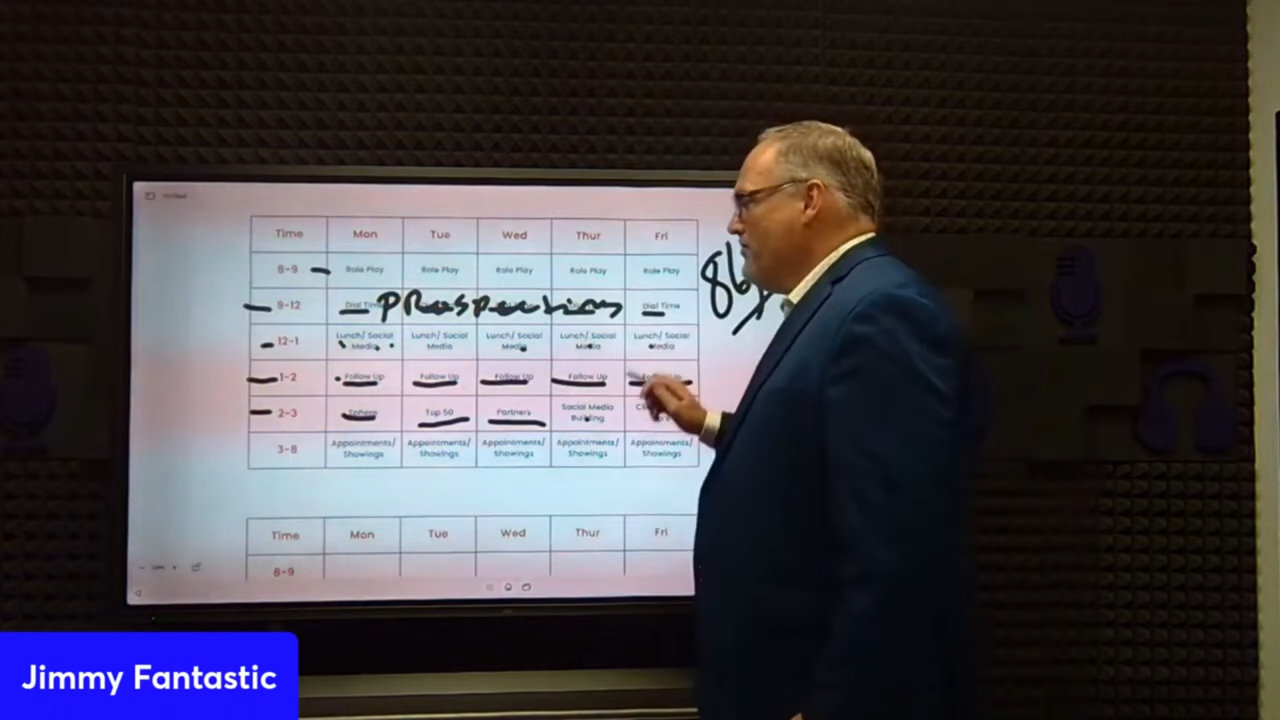 Time Mon Tue Wed Thur Fri
8-9 Role Play Role Play Role Play Role Play Role Play
9-12 Dial Time PRospecting Dial Time
12-1 Lunch/ Social Media Lunch/ Social Media Lunch/ Social Media Lunch/ Social Media Lunch/ Social Media
1-2 Follow Up Follow Up Follow Up Follow Up Follow Up
2-3 Sphere Top 50 Partners Social Media Building
3-8 Appointments/ Showings Appointments/ Showings Appointments/ Showings Appointments/ Showings Appointments/ Showings
Time Mon Tue Wed Thur Fri
8-9
Jimmy Fantastic